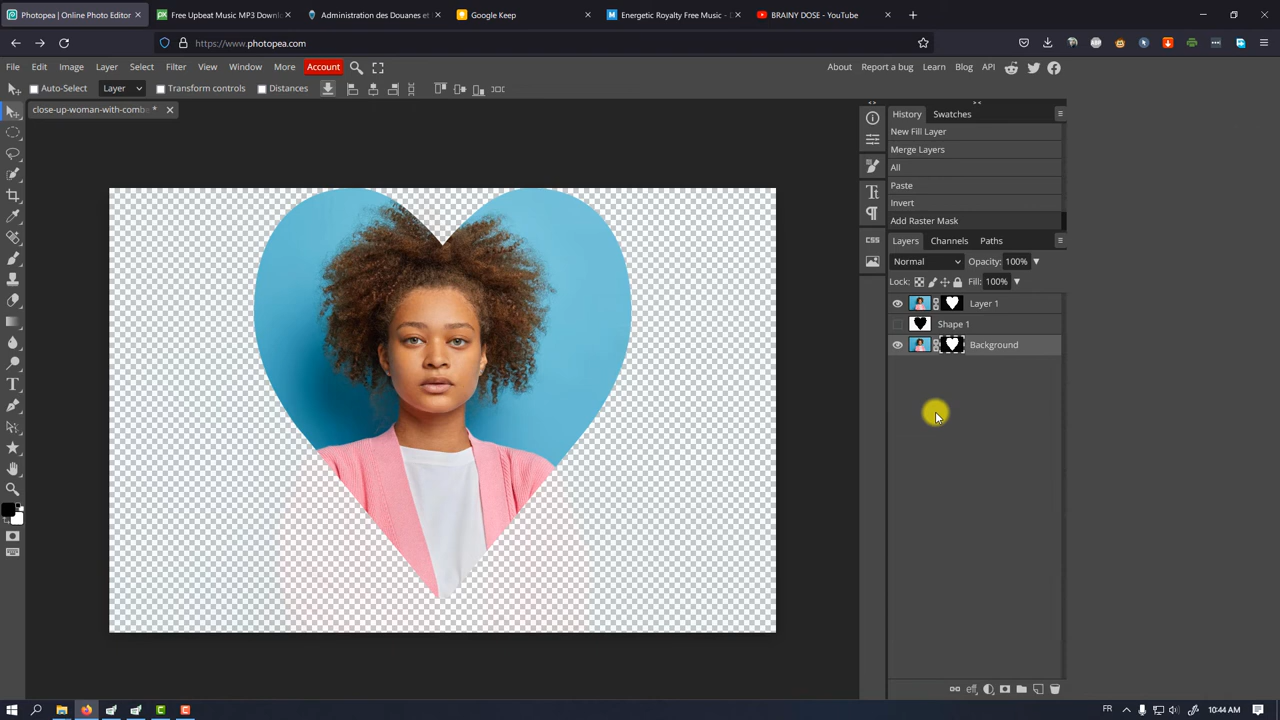 Photopea | Online Photo Editor
Free Upbeat Music MP3 Downl
Administration des Douanes et
Google Keep
Energetic Royalty Free Music -
BRAINY DOSE - YouTube
https://www.photopea.com
File Edit Image Layer Select Filter View Window More Account
About Report a bug Learn Blog API
Auto-Select Layer Transform controls Distances
close-up-woman-with-comb *
History Swatches
New Fill Layer
Merge Layers
All
Paste
Invert
Add Raster Mask
Layers Channels Paths
Normal Opacity: 100%
Lock: Fill: 100%
Layer 1
Shape 1
Background
CSS
eff
FR 10:44 AM